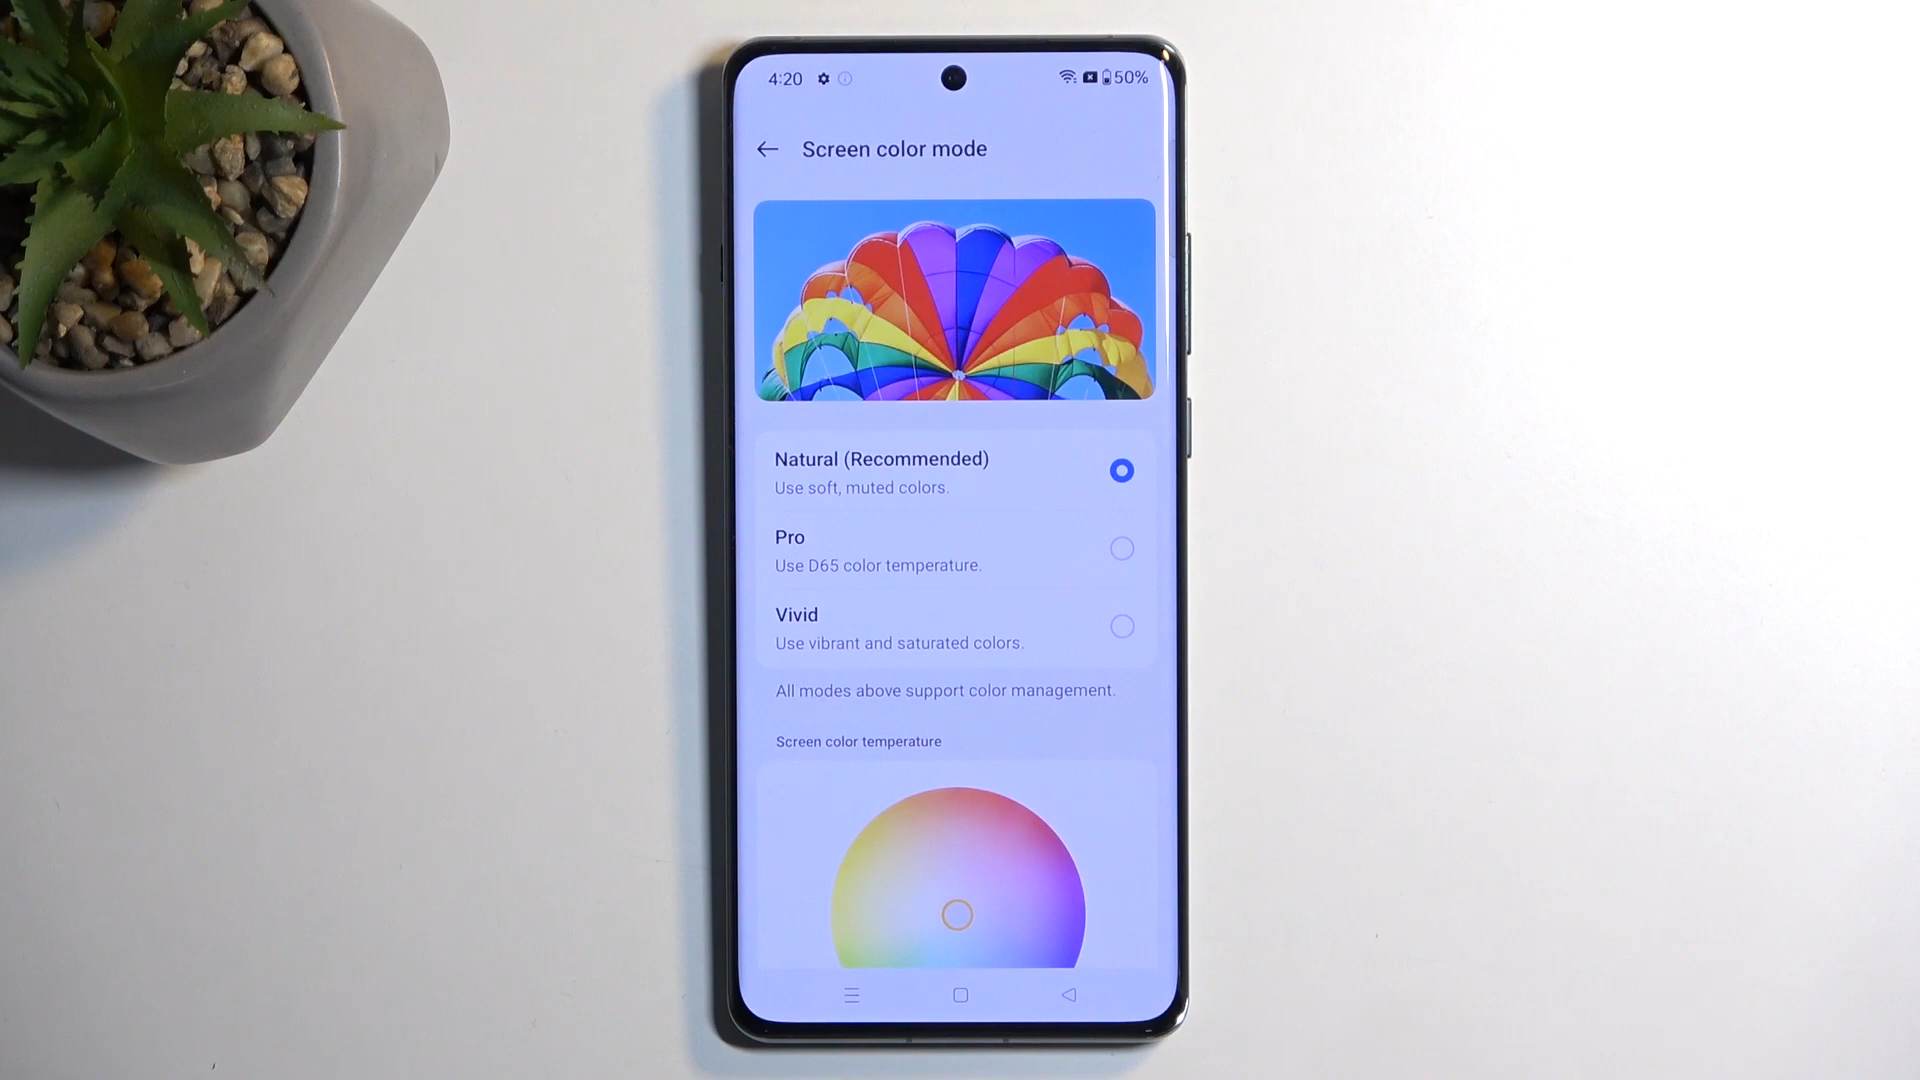 4:20 50%
Screen color mode
Natural (Recommended)
Use soft, muted colors.
Pro
Use D65 color temperature.
Vivid
Use vibrant and saturated colors.
All modes above support color management.
Screen color temperature